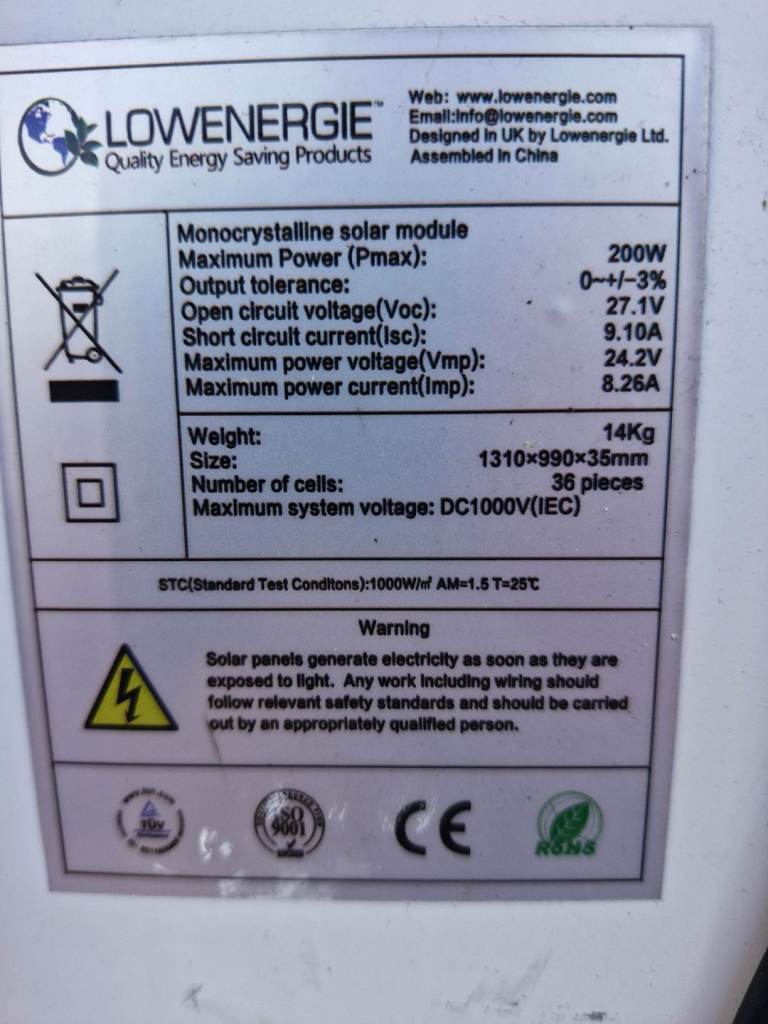 LOWENERGIE™
Quality Energy Saving Products
Web: www.lowenergie.com
Email:info@lowenergie.com
Designed in UK by Lowenergie Ltd.
Assembled in China
Monocrystalline solar module
Maximum Power (Pmax): 200W
Output tolerance: 0~+/-3%
Open circuit voltage(Voc): 27.1V
Short circuit current(Isc): 9.10A
Maximum power voltage(Vmp): 24.2V
Maximum power current(Imp): 8.26A
Weight: 14Kg
Size: 1310×990×35mm
Number of cells: 36 pieces
Maximum system voltage: DC1000V(IEC)
STC(Standard Test Conditons):1000W/㎡ AM=1.5 T=25℃
Warning
Solar panels generate electricity as soon as they are
exposed to light. Any work including wiring should
follow relevant safety standards and should be carried
out by an appropriately qualified person.
TÜV
ISO
9001
CE
RoHS